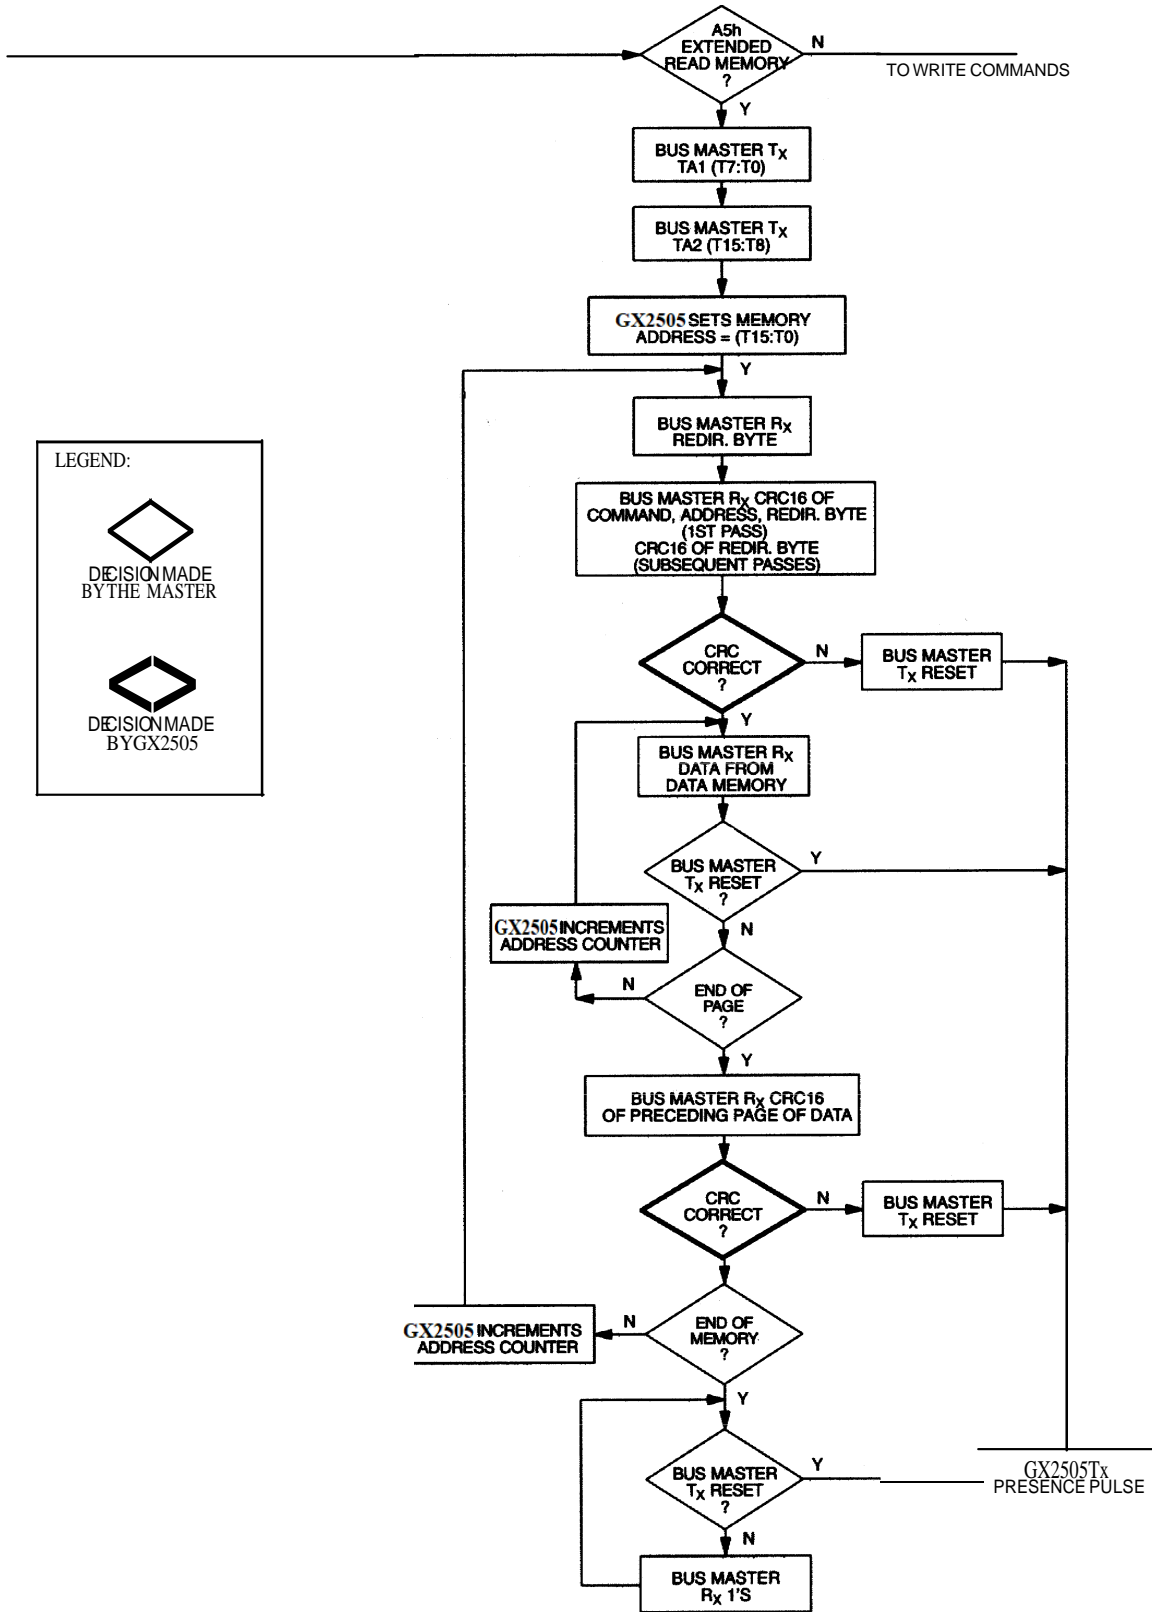 A5h
EXTENDED
READ MEMORY
?
N
TO WRITE COMMANDS
Y
BUS MASTER TX
TA1 (T7:T0)
BUS MASTER TX
TA2 (T15:T8)
GX2505 SETS MEMORY
ADDRESS = (T15:T0)
Y
BUS MASTER RX
REDIR. BYTE
LEGEND:
DECISION MADE
BY THE MASTER
DECISION MADE
BY GX2505
BUS MASTER RX CRC16 OF
COMMAND, ADDRESS, REDIR. BYTE
(1ST PASS)
CRC16 OF REDIR. BYTE
(SUBSEQUENT PASSES)
CRC
CORRECT
?
N
BUS MASTER
TX RESET
Y
BUS MASTER RX
DATA FROM
DATA MEMORY
BUS MASTER
TX RESET
?
Y
N
GX2505 INCREMENTS
ADDRESS COUNTER
N
END OF
PAGE
?
Y
BUS MASTER RX CRC16
OF PRECEDING PAGE OF DATA
CRC
CORRECT
?
N
BUS MASTER
TX RESET
GX2505 INCREMENTS
ADDRESS COUNTER
N
END OF
MEMORY
?
Y
BUS MASTER
TX RESET
?
Y
GX2505Tx
PRESENCE PULSE
N
BUS MASTER
RX 1'S